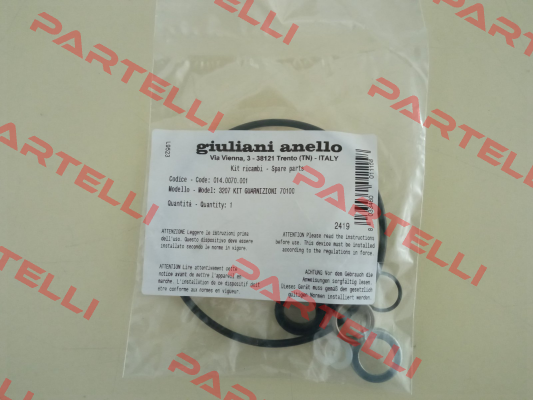 PARTELLI
PARTELLI
PARTELLI
PARTELLI
PARTELLI
PARTELLI
L9523
giuliani anello
Via Vienna, 3 - 38121 Trento (TN) - ITALY
Kit ricambi - Spare parts
Codice - Code: 014.0070.001
Modello - Model: 3207 KIT GUARNIZIONI 70100
Quantità - Quantity: 1
2419
ATTENZIONE Leggere le istruzioni prima
dell'uso. Questo dispositivo deve essere
installato secondo le norme in vigore.
ATTENTION Please read the instructions
before use. This device must be installed
according to the regulations in force.
ATTENTION Lire attentivement cette
notice avant de mettre l'appareil en
marche. L'installation de ce dispositif doit
être conforme aux normes en vigueur.
ACHTUNG Vor dem Gebrauch die
Anweisungen sorgfältig lesen.
Dieses Gerät muss gemäß den gesetzlich
gültigen Normen installiert werden.